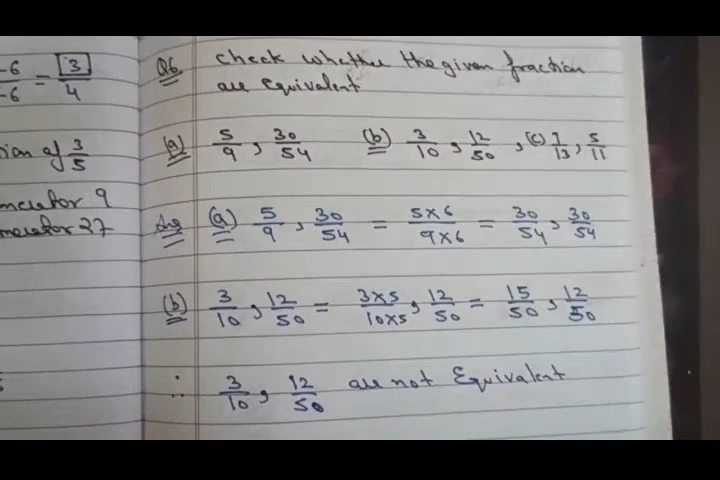 -6/-6 = 3/4
tion of 3/5
merator 9
merator 27
Q6 check whether the given fraction
are equivalent
(a) 5/9 , 30/54 (b) 3/10 , 12/50 , (c) 7/13 , 5/11
Ans (a) 5/9 , 30/54 = 5×6/9×6 = 30/54 , 30/54
(b) 3/10 , 12/50 = 3×5/10×5 , 12/50 = 15/50 , 12/50
∴ 3/10 , 12/50 are not Equivalent